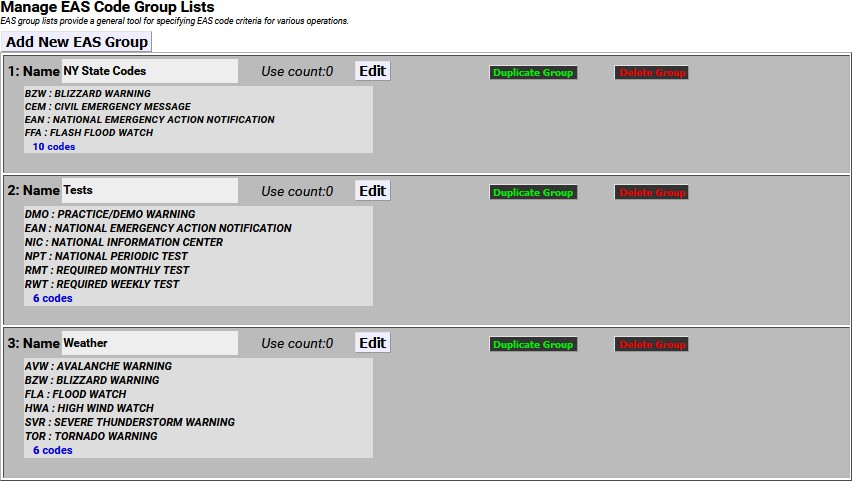 Manage EAS Code Group Lists
EAS group lists provide a general tool for specifying EAS code criteria for various operations.
Add New EAS Group
1: Name NY State Codes Use count:0 Edit Duplicate Group Delete Group
BZW : BLIZZARD WARNING
CEM : CIVIL EMERGENCY MESSAGE
EAN : NATIONAL EMERGENCY ACTION NOTIFICATION
FFA : FLASH FLOOD WATCH
10 codes
2: Name Tests Use count:0 Edit Duplicate Group Delete Group
DMO : PRACTICE/DEMO WARNING
EAN : NATIONAL EMERGENCY ACTION NOTIFICATION
NIC : NATIONAL INFORMATION CENTER
NPT : NATIONAL PERIODIC TEST
RMT : REQUIRED MONTHLY TEST
RWT : REQUIRED WEEKLY TEST
6 codes
3: Name Weather Use count:0 Edit Duplicate Group Delete Group
AVW : AVALANCHE WARNING
BZW : BLIZZARD WARNING
FLA : FLOOD WATCH
HWA : HIGH WIND WATCH
SVR : SEVERE THUNDERSTORM WARNING
TOR : TORNADO WARNING
6 codes